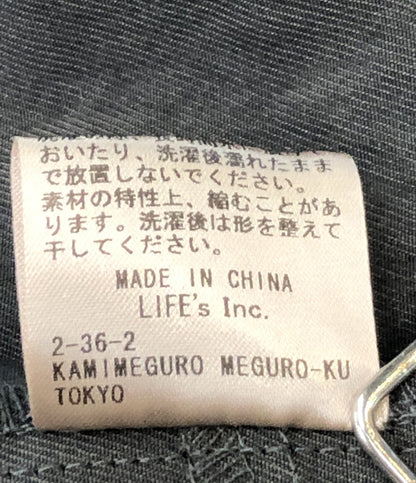 おいたり、洗濯後濡れたまま
で放置しないでください。
素材の特性上、縮むことがあ
ります。洗濯後は形を整えて
干してください。
MADE IN CHINA
LIFE's Inc.
2-36-2
KAMIMEGURO MEGURO-KU
TOKYO